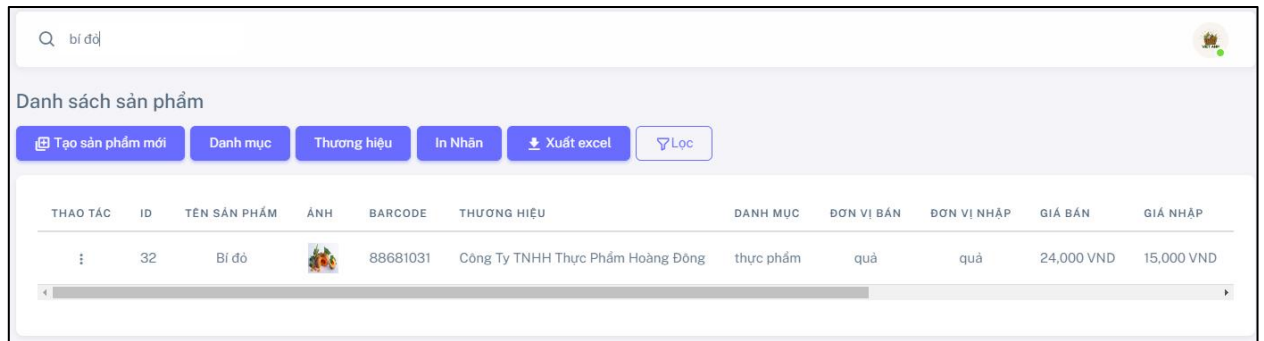 bí đỏ
Danh sách sản phẩm
Tạo sản phẩm mới Danh mục Thương hiệu In Nhãn Xuất excel Lọc
THAO TÁC ID TÊN SẢN PHẨM ẢNH BARCODE THƯƠNG HIỆU DANH MỤC ĐƠN VỊ BÁN ĐƠN VỊ NHẬP GIÁ BÁN GIÁ NHẬP
32 Bí đỏ 88681031 Công Ty TNHH Thực Phẩm Hoàng Đông thực phẩm quả quả 24,000 VND 15,000 VND